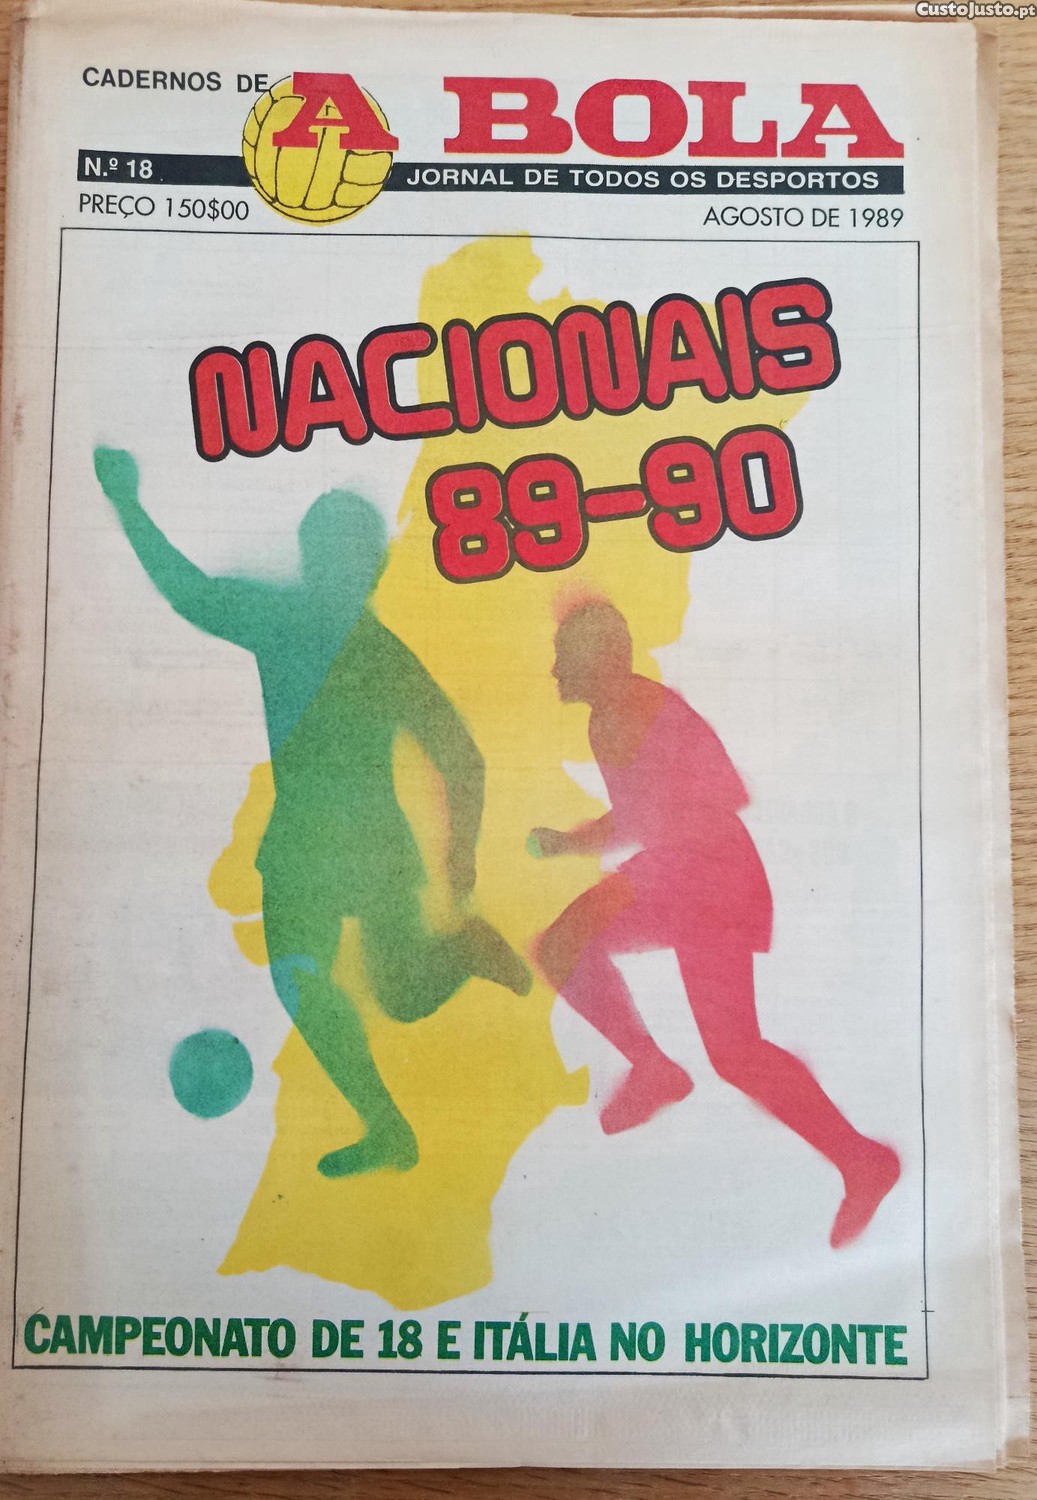 CustoJusto.pt
CADERNOS DE A BOLA
N.º 18
JORNAL DE TODOS OS DESPORTOS
PREÇO 150$00
AGOSTO DE 1989
NACIONAIS
89-90
CAMPEONATO DE 18 E ITÁLIA NO HORIZONTE